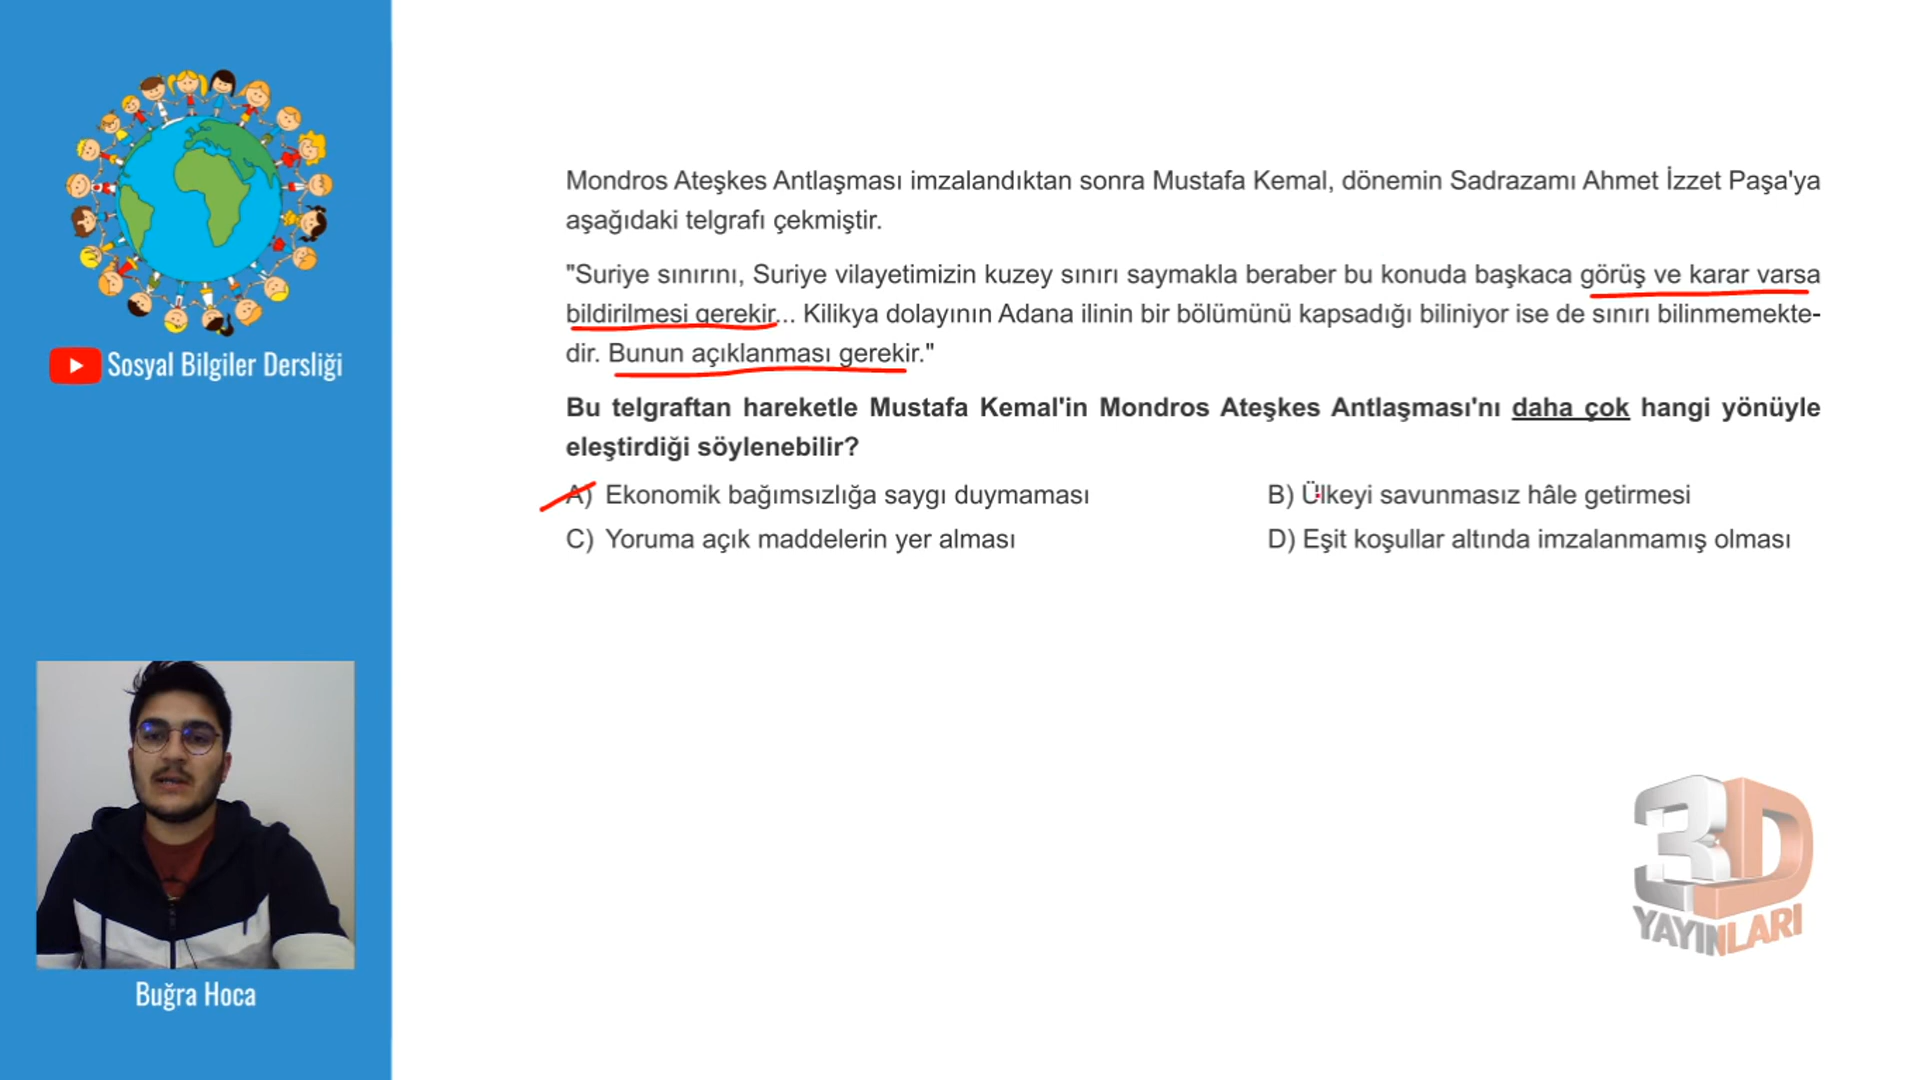 Mondros Ateşkes Antlaşması imzalandıktan sonra Mustafa Kemal, dönemin Sadrazamı Ahmet İzzet Paşa'ya
aşağıdaki telgrafı çekmiştir.
"Suriye sınırını, Suriye vilayetimizin kuzey sınırı saymakla beraber bu konuda başkaca görüş ve karar varsa
bildirilmesi gerekir... Kilikya dolayının Adana ilinin bir bölümünü kapsadığı biliniyor ise de sınırı bilinmemekte-
dir. Bunun açıklanması gerekir."
Bu telgraftan hareketle Mustafa Kemal'in Mondros Ateşkes Antlaşması'nı daha çok hangi yönüyle
eleştirdiği söylenebilir?
A) Ekonomik bağımsızlığa saygı duymaması
B) Ülkeyi savunmasız hâle getirmesi
C) Yoruma açık maddelerin yer alması
D) Eşit koşullar altında imzalanmamış olması
Sosyal Bilgiler Dersliği
Buğra Hoca
3D
YAYINLARI